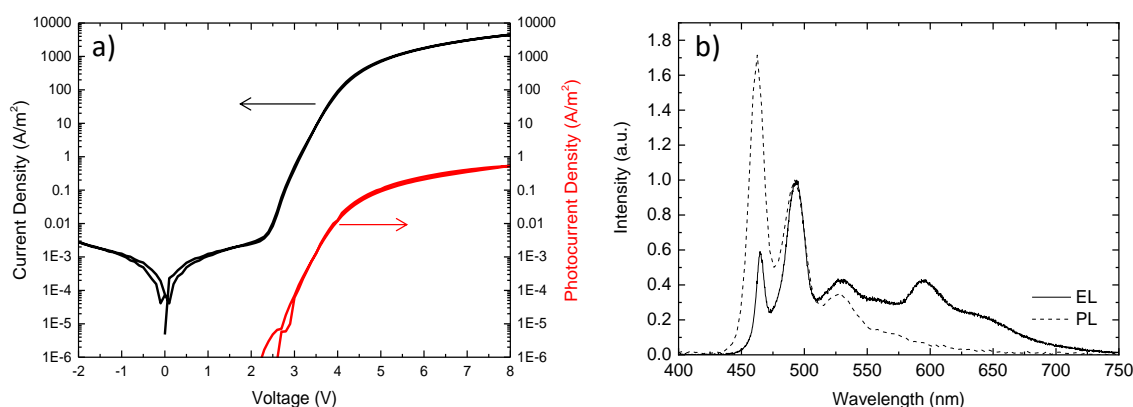 a)
10000
1000
100
10
1
0.1
0.01
1E-3
1E-4
1E-5
1E-6
Current Density (A/m²)
-2 -1 0 1 2 3 4 5 6 7 8
Voltage (V)
10000
1000
100
10
1
0.1
0.01
1E-3
1E-4
1E-5
1E-6
Photocurrent Density (A/m²)
b)
1.8
1.6
1.4
1.2
1.0
0.8
0.6
0.4
0.2
0.0
Intensity (a.u.)
EL
PL
400 450 500 550 600 650 700 750
Wavelength (nm)